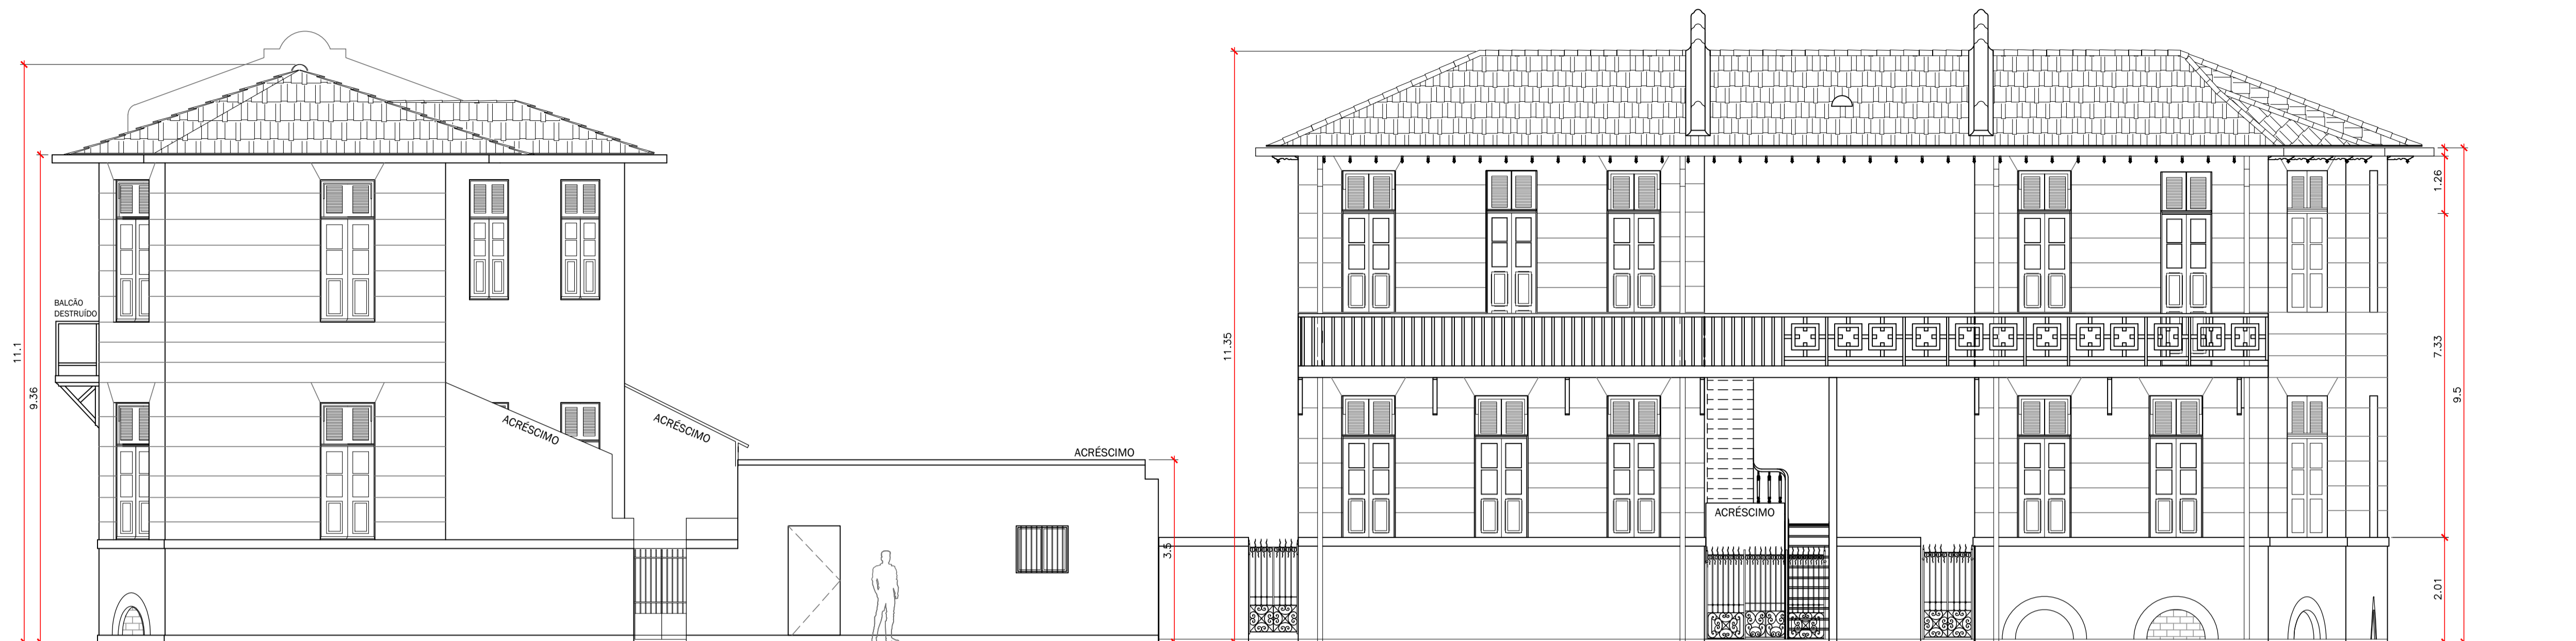 11.1
9.36
BALCÃO
DESTRUÍDO
ACRÉSCIMO
ACRÉSCIMO
ACRÉSCIMO
3.5
11.35
ACRÉSCIMO
1.26
7.33
9.5
2.01